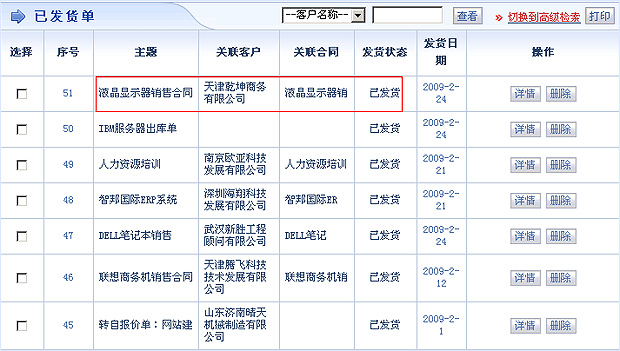 已发货单 --客户名称-- 查看 » 切换到高级检索 打印
选择 序号 主题 关联客户 关联合同 发货状态 发货日期 操作
51 液晶显示器销售合同 天津乾坤商务有限公司 液晶显示器销 已发货 2009-2-24 详情 删除
50 IBM服务器出库单 已发货 2009-2-24 详情 删除
49 人力资源培训 南京欧亚科技发展有限公司 人力资源培训 已发货 2009-2-21 详情 删除
48 智邦国际ERP系统 深圳海翔科技发展有限公司 智邦国际ER 已发货 2009-2-21 详情 删除
47 DELL笔记本销售 武汉新胜工程顾问有限公司 DELL笔记 已发货 2009-2-24 详情 删除
46 联想商务机销售合同 天津腾飞科技技术发展有限公司 联想商务机销 已发货 2009-2-12 详情 删除
45 转自报价单：网站建 山东济南晴天机械制造有限公司 已发货 2009-2-1 详情 删除